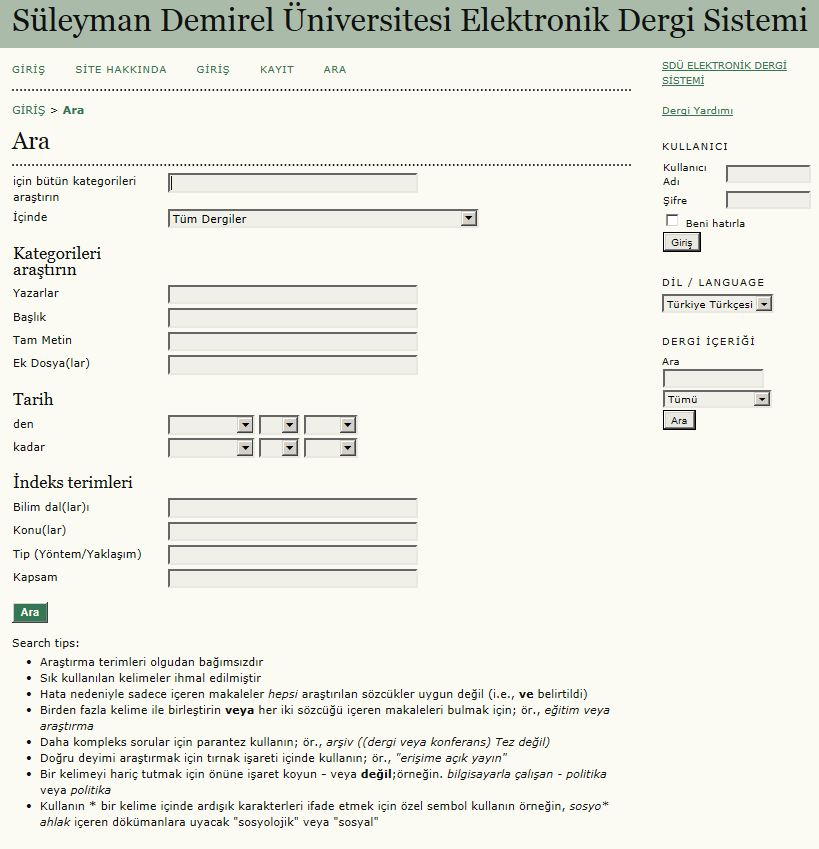 Süleyman Demirel Üniversitesi Elektronik Dergi Sistemi
GİRİŞ SİTE HAKKINDA GİRİŞ KAYIT ARA
GİRİŞ > Ara
Ara
için bütün kategorileri
araştırın
İçinde Tüm Dergiler
Kategorileri
araştırın
Yazarlar
Başlık
Tam Metin
Ek Dosya(lar)
Tarih
den
kadar
İndeks terimleri
Bilim dal(lar)ı
Konu(lar)
Tip (Yöntem/Yaklaşım)
Kapsam
Ara
Search tips:
• Araştırma terimleri olgudan bağımsızdır
• Sık kullanılan kelimeler ihmal edilmiştir
• Hata nedeniyle sadece içeren makaleler hepsi araştırılan sözcükler uygun değil (i.e., ve belirtildi)
• Birden fazla kelime ile birleştirin veya her iki sözcüğü içeren makaleleri bulmak için; ör., eğitim veya
araştırma
• Daha kompleks sorular için parantez kullanın; ör., arşiv ((dergi veya konferans) Tez değil)
• Doğru deyimi araştırmak için tırnak işareti içinde kullanın; ör., "erişime açık yayın"
• Bir kelimeyi hariç tutmak için önüne işaret koyun - veya değil;örneğin. bilgisayarla çalışan - politika
veya politika
• Kullanın * bir kelime içinde ardışık karakterleri ifade etmek için özel sembol kullanın örneğin, sosyo*
ahlak içeren dökümanlara uyacak "sosyolojik" veya "sosyal"
SDÜ ELEKTRONİK DERGİ
SİSTEMİ
Dergi Yardımı
KULLANICI
Kullanıcı
Adı
Şifre
Beni hatırla
Giriş
DİL / LANGUAGE
Türkiye Türkçesi
DERGİ İÇERİĞİ
Ara
Tümü
Ara